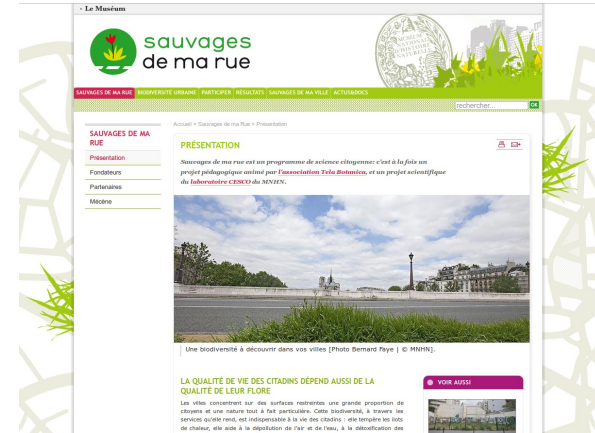 Le Muséum
sauvages
de ma rue
MUSEUM
NATIONAL
D'HISTOIRE
NATURELLE
SAUVAGES DE MA RUE BIODIVERSITÉ URBAINE PARTICIPER RÉSULTATS SAUVAGES DE MA VILLE ACTUS&DOCS
rechercher... OK
Accueil > Sauvages de ma Rue > Présentation
SAUVAGES DE MA
RUE
Présentation
Fondateurs
Partenaires
Mécène
PRÉSENTATION
Sauvages de ma rue est un programme de science citoyenne: c'est à la fois un
projet pédagogique animé par l'association Tela Botanica, et un projet scientifique
du laboratoire CESCO du MNHN.
Une biodiversité à découvrir dans vos villes [Photo Bernard Faye | © MNHN].
LA QUALITÉ DE VIE DES CITADINS DÉPEND AUSSI DE LA
QUALITÉ DE LEUR FLORE
Les villes concentrent sur des surfaces restreintes une grande proportion de
citoyens et une nature tout à fait particulière. Cette biodiversité, à travers les
services qu'elle rend, est indispensable à la vie des citadins : elle tempère les îlots
de chaleur, elle aide à la dépollution de l'air et de l'eau, à la détoxification des
VOIR AUSSI